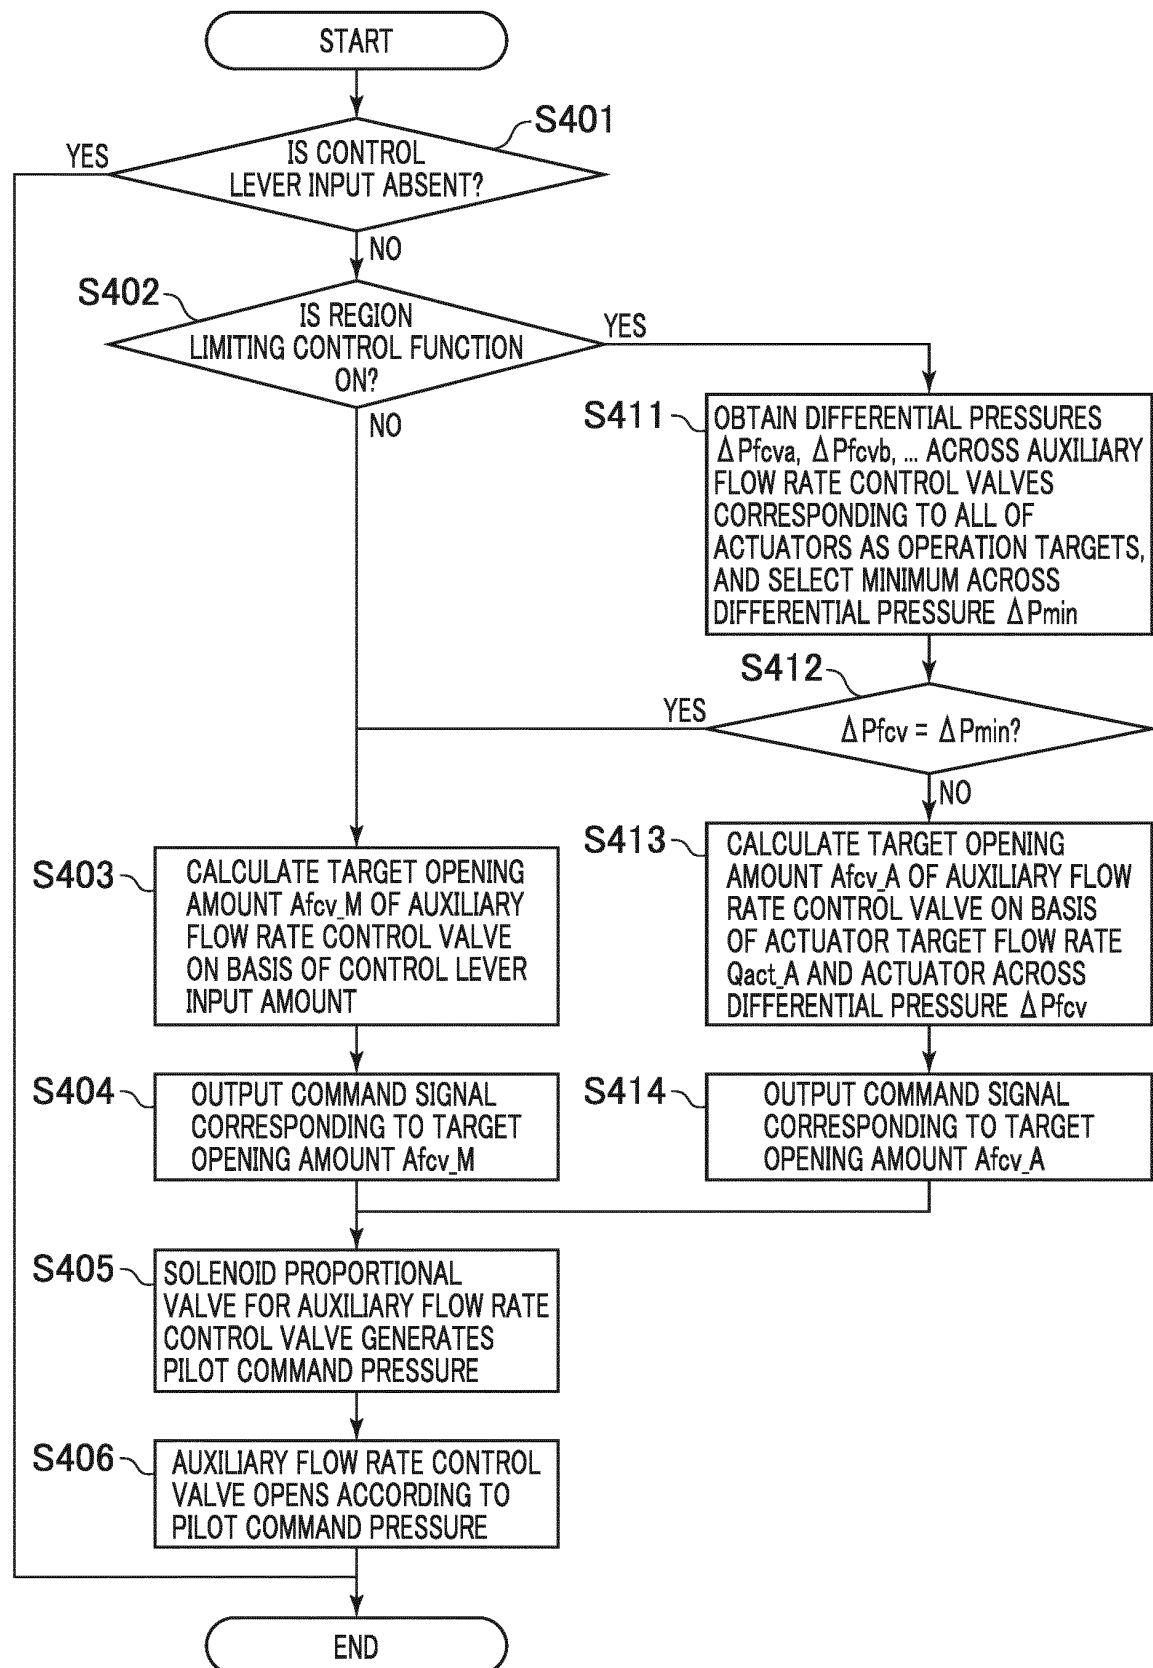 START
S401
YES
IS CONTROL
LEVER INPUT ABSENT?
NO
S402
IS REGION
LIMITING CONTROL FUNCTION
ON?
YES
NO
S411
OBTAIN DIFFERENTIAL PRESSURES
ΔPfcva, ΔPfcvb, ... ACROSS AUXILIARY
FLOW RATE CONTROL VALVES
CORRESPONDING TO ALL OF
ACTUATORS AS OPERATION TARGETS,
AND SELECT MINIMUM ACROSS
DIFFERENTIAL PRESSURE ΔPmin
S412
YES
ΔPfcv = ΔPmin?
NO
S403
CALCULATE TARGET OPENING
AMOUNT Afcv_M OF AUXILIARY
FLOW RATE CONTROL VALVE
ON BASIS OF CONTROL LEVER
INPUT AMOUNT
S413
CALCULATE TARGET OPENING
AMOUNT Afcv_A OF AUXILIARY FLOW
RATE CONTROL VALVE ON BASIS
OF ACTUATOR TARGET FLOW RATE
Qact_A AND ACTUATOR ACROSS
DIFFERENTIAL PRESSURE ΔPfcv
S404
OUTPUT COMMAND SIGNAL
CORRESPONDING TO TARGET
OPENING AMOUNT Afcv_M
S414
OUTPUT COMMAND SIGNAL
CORRESPONDING TO TARGET
OPENING AMOUNT Afcv_A
S405
SOLENOID PROPORTIONAL
VALVE FOR AUXILIARY FLOW RATE
CONTROL VALVE GENERATES
PILOT COMMAND PRESSURE
S406
AUXILIARY FLOW RATE CONTROL
VALVE OPENS ACCORDING TO
PILOT COMMAND PRESSURE
END